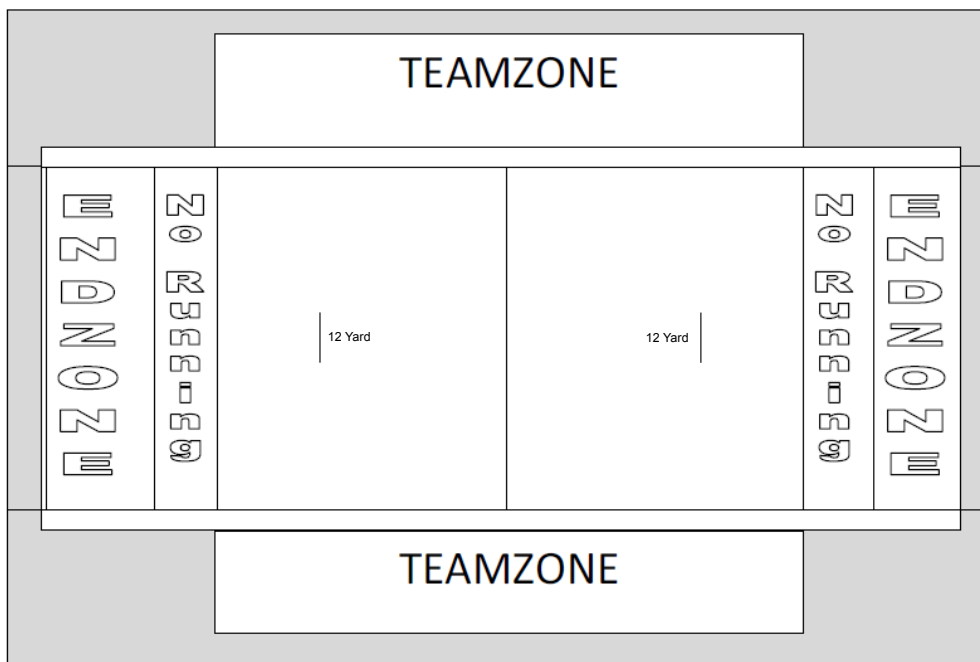 TEAMZONE
ENDZONE
No Running
12 Yard
12 Yard
No Running
ENDZONE
TEAMZONE